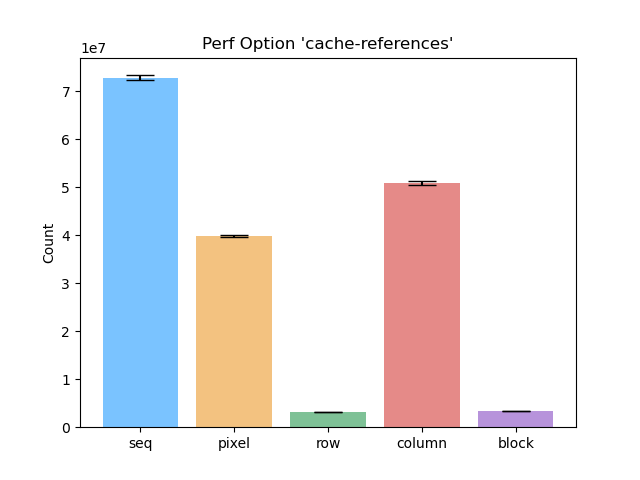 Perf Option 'cache-references'
1e7
7
6
5
4
3
2
1
0
Count
seq pixel row column block